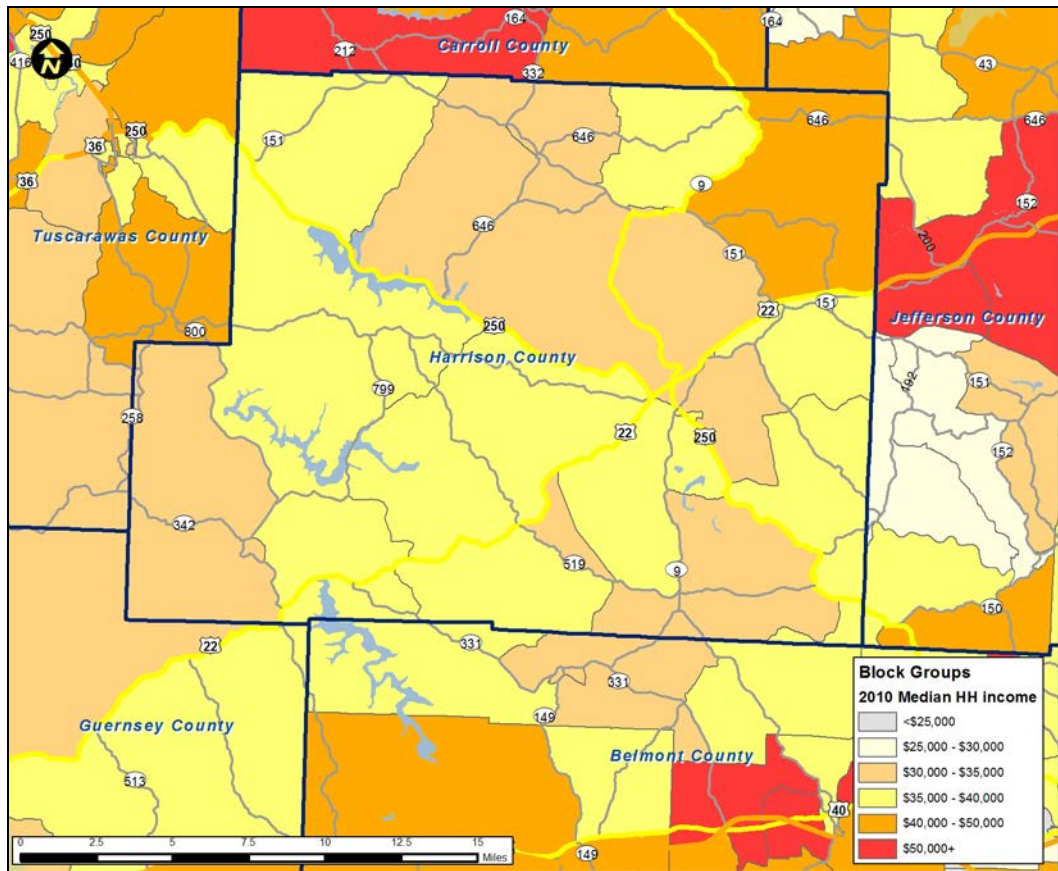 250
164
164
Carroll County
212
416
N
332
43
250
646
646
646
36
151
36
9
152
646
Tuscarawas County
200
151
151
22
Jefferson County
800
250
Harrison County
799
492
151
258
22
250
152
342
519
9
150
331
22
331
149
Guernsey County
Belmont County
513
40
149
Block Groups
2010 Median HH income
<$25,000
$25,000 - $30,000
$30,000 - $35,000
$35,000 - $40,000
$40,000 - $50,000
$50,000+
0 2.5 5 7.5 10 12.5 15
Miles